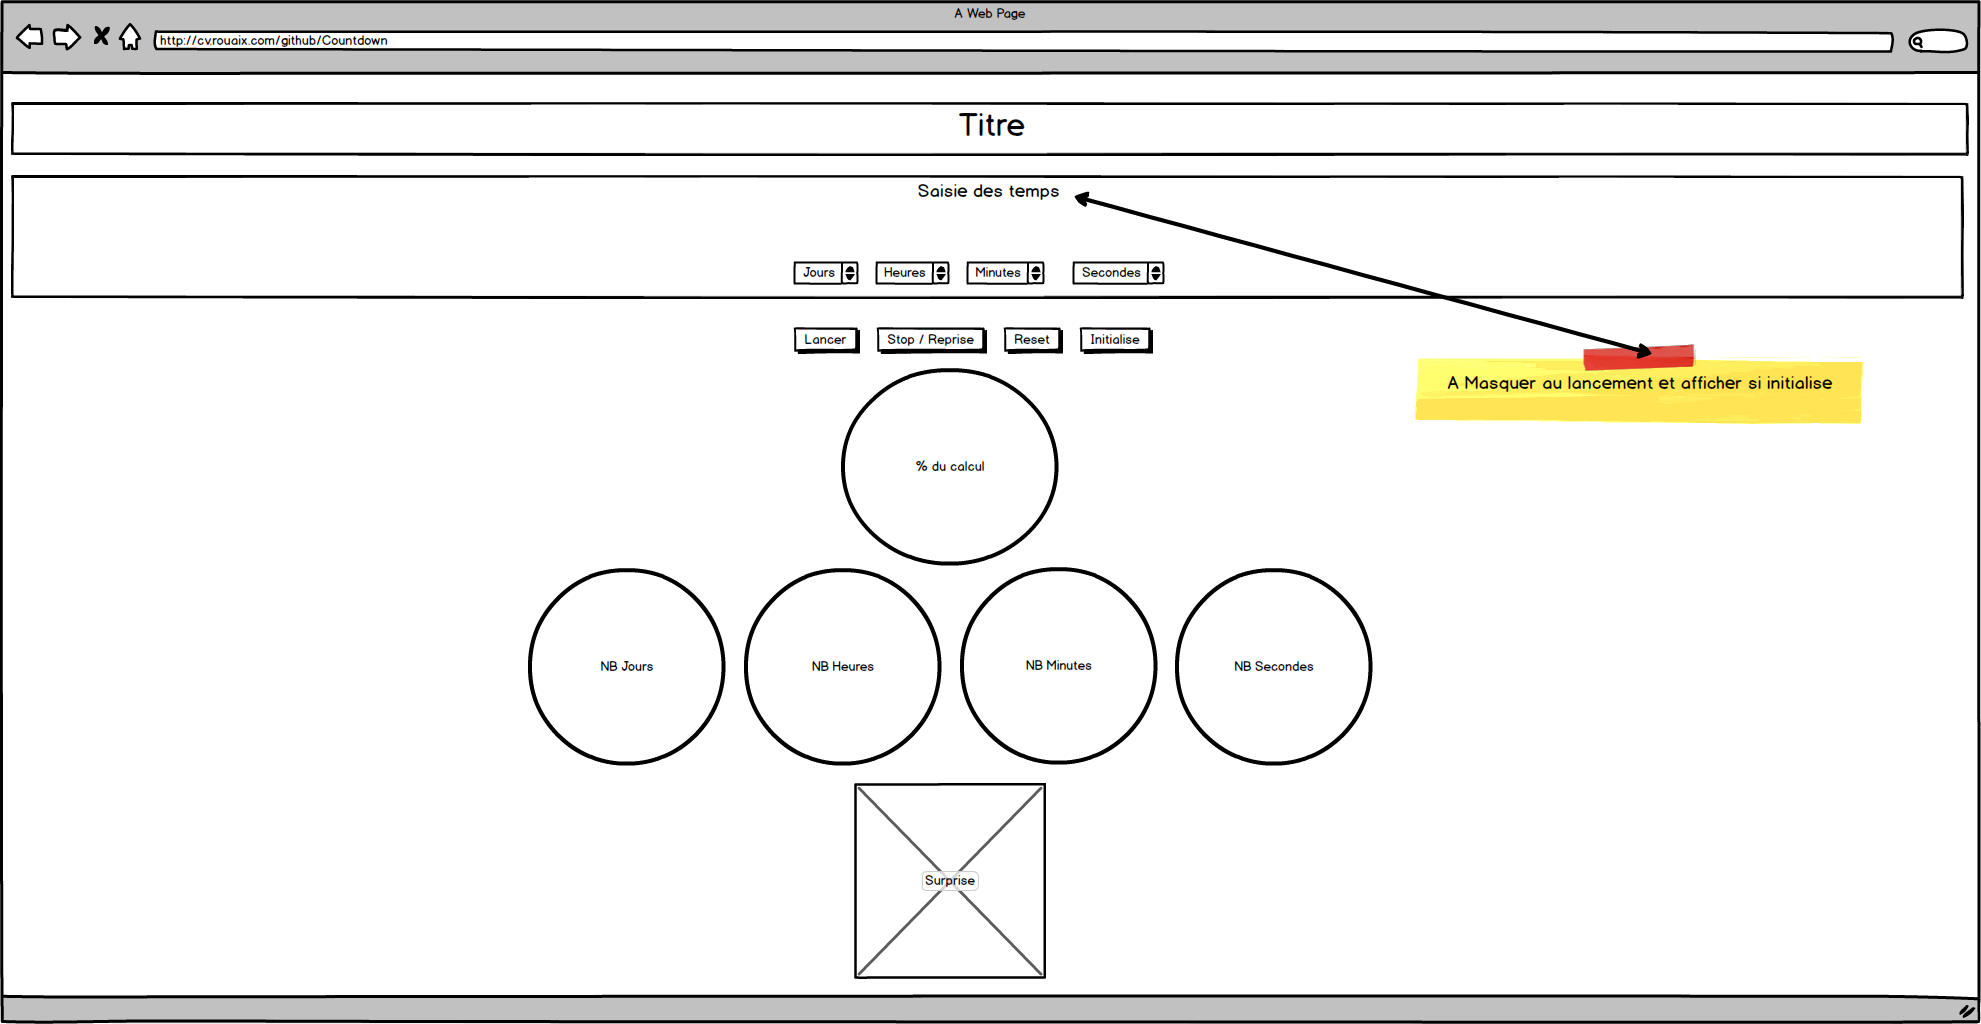 A Web Page
http://cv.rouaix.com/github/Countdown
Titre
Saisie des temps
Jours Heures Minutes Secondes
Lancer Stop / Reprise Reset Initialise
A Masquer au lancement et afficher si initialise
% du calcul
NB Jours NB Heures NB Minutes NB Secondes
Surprise